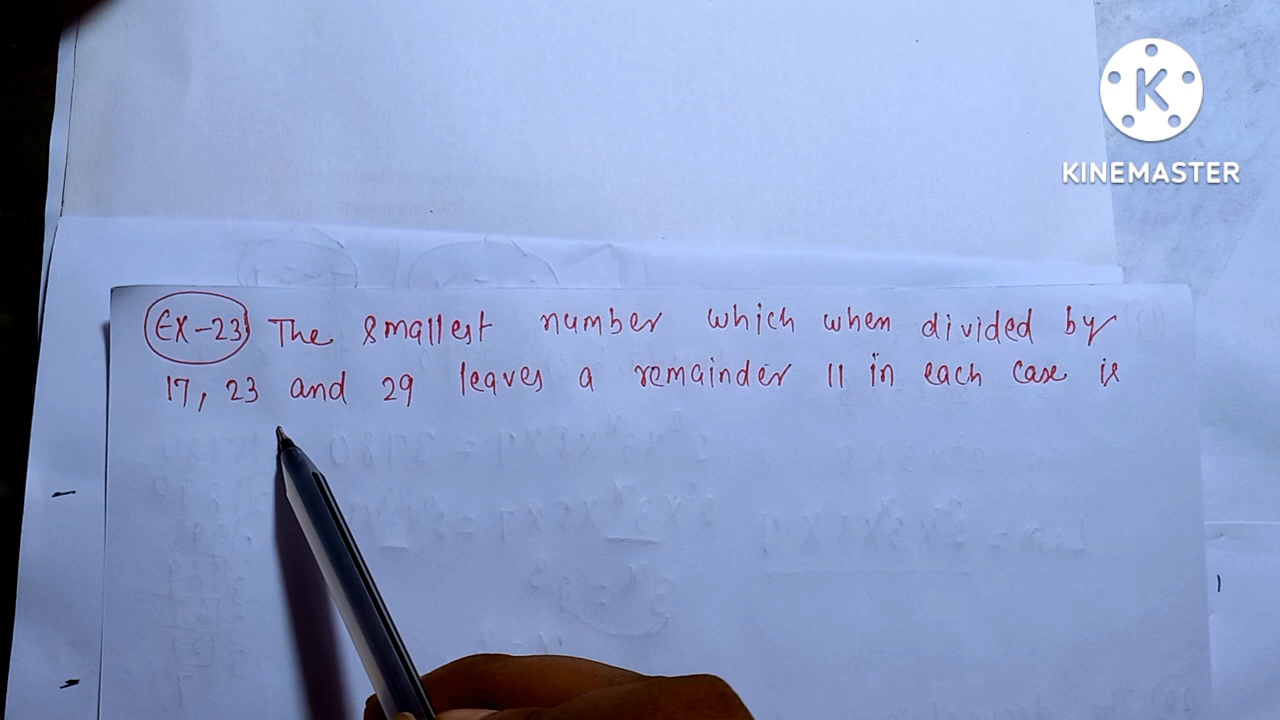 K
KINEMASTER
Ex-23 The smallest number which when divided by
17, 23 and 29 leaves a remainder 11 in each case is